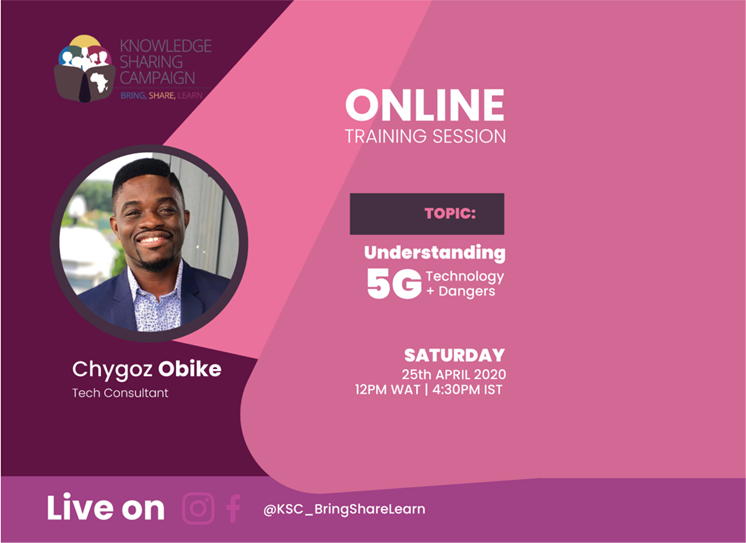 KNOWLEDGE
SHARING
CAMPAIGN
BRING, SHARE, LEARN
ONLINE
TRAINING SESSION
TOPIC:
Understanding
5G Technology
+ Dangers
SATURDAY
25th APRIL 2020
12PM WAT | 4:30PM IST
Chygoz Obike
Tech Consultant
Live on @KSC_BringShareLearn